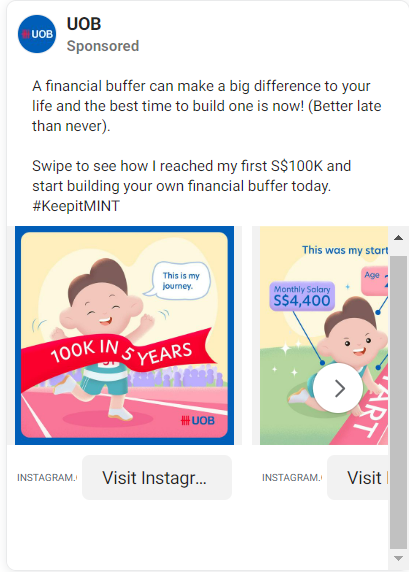 UOB
UOB
Sponsored
A financial buffer can make a big difference to your
life and the best time to build one is now! (Better late
than never).
Swipe to see how I reached my first S$100K and
start building your own financial buffer today.
#KeepitMINT
This is my
journey.
100K IN 5 YEARS
UOB
This was my start
Monthly Salary
S$4,400
Age
START
INSTAGRAM.
Visit Instagr...
INSTAGRAM.
Visit